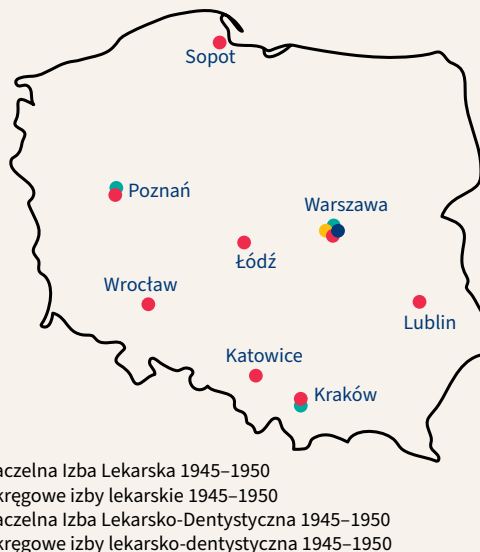 Sopot
Poznań
Warszawa
Łódź
Wrocław
Lublin
Katowice
Kraków
aczelna Izba Lekarska 1945–1950
kręgowe izby lekarskie 1945–1950
aczelna Izba Lekarsko-Dentystyczna 1945–1950
kręgowe izby lekarsko-dentystyczna 1945–1950